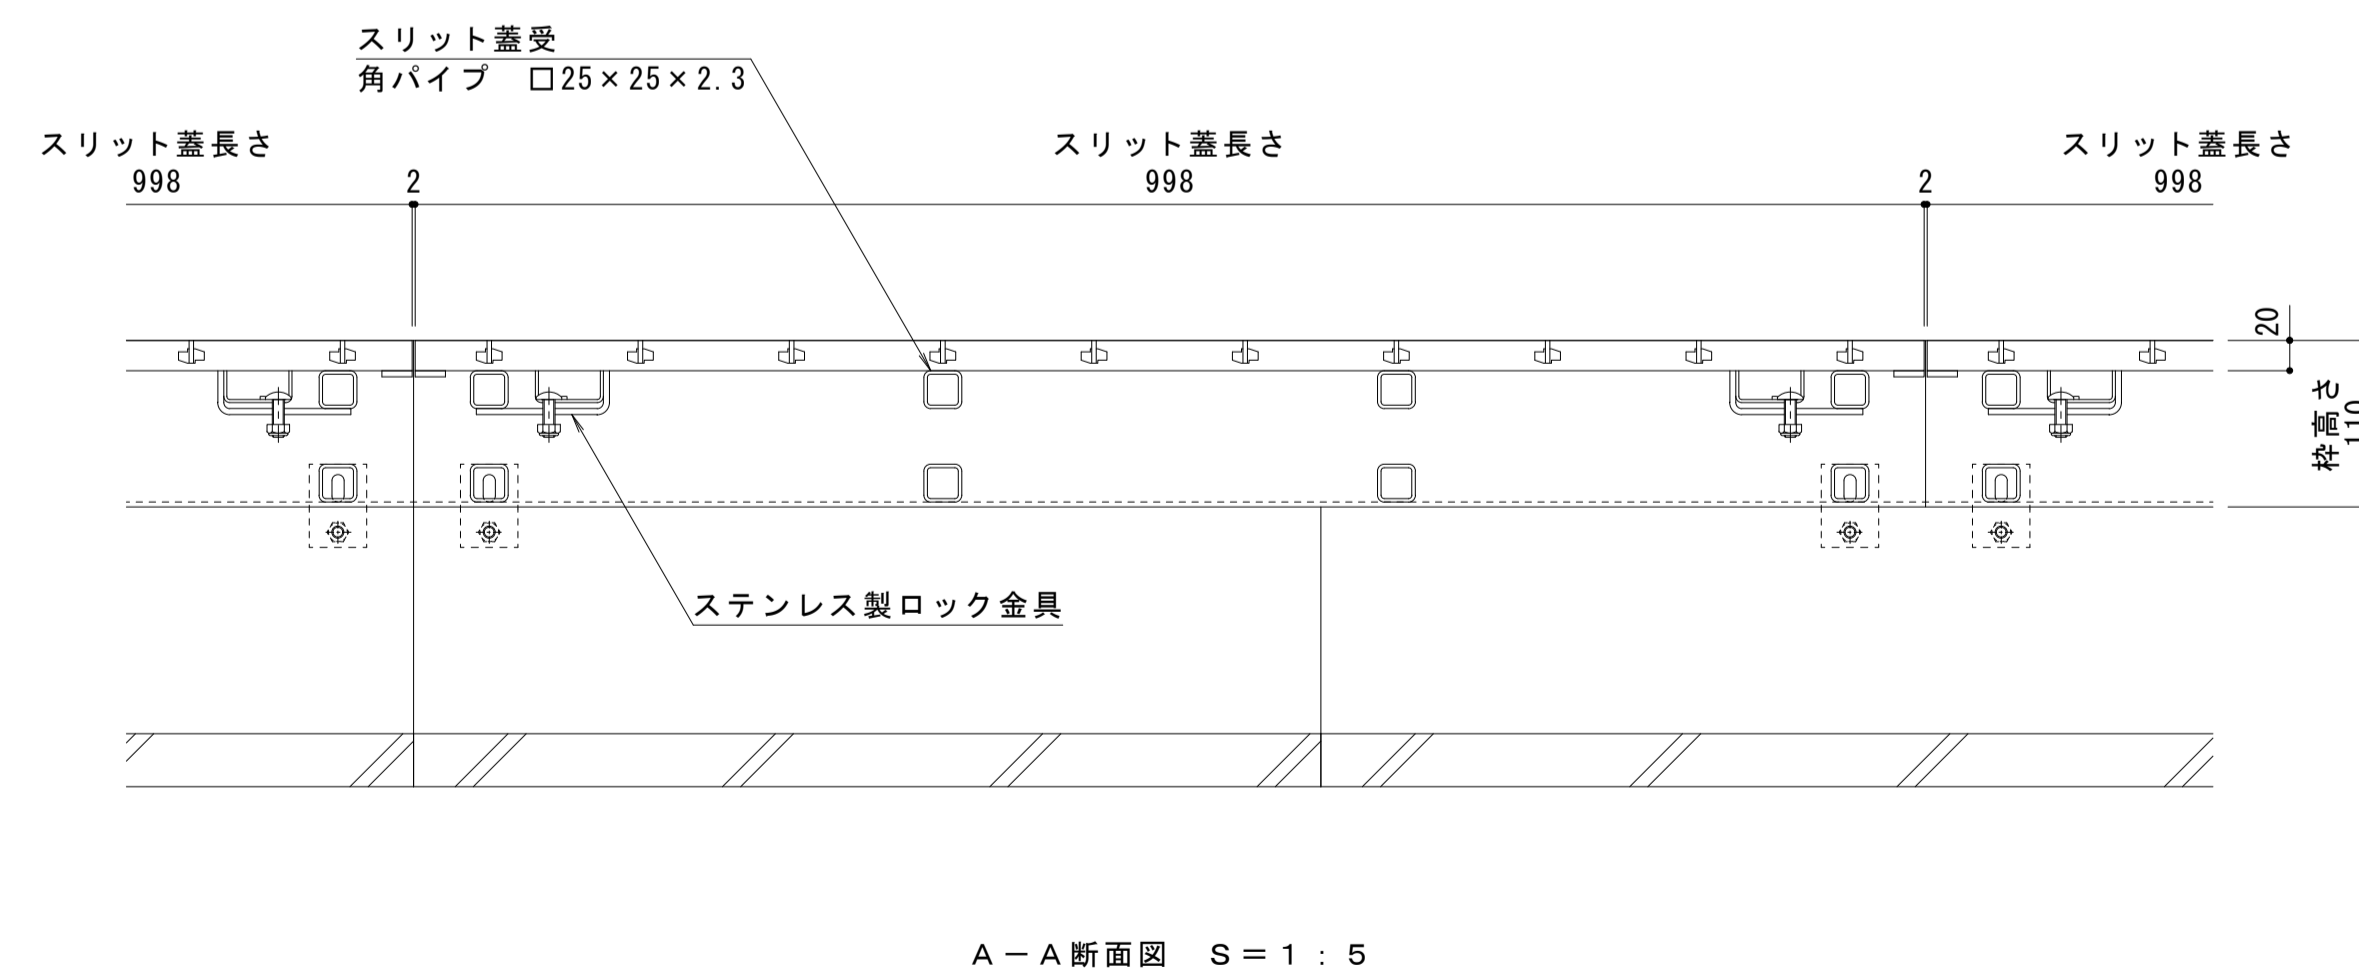 スリット蓋受
角パイプ　□25×25×2.3
スリット蓋長さ
998
2
スリット蓋長さ
998
2
スリット蓋長さ
998
20
枠高さ
110
ステンレス製ロック金具
A－A断面図　S＝1：5